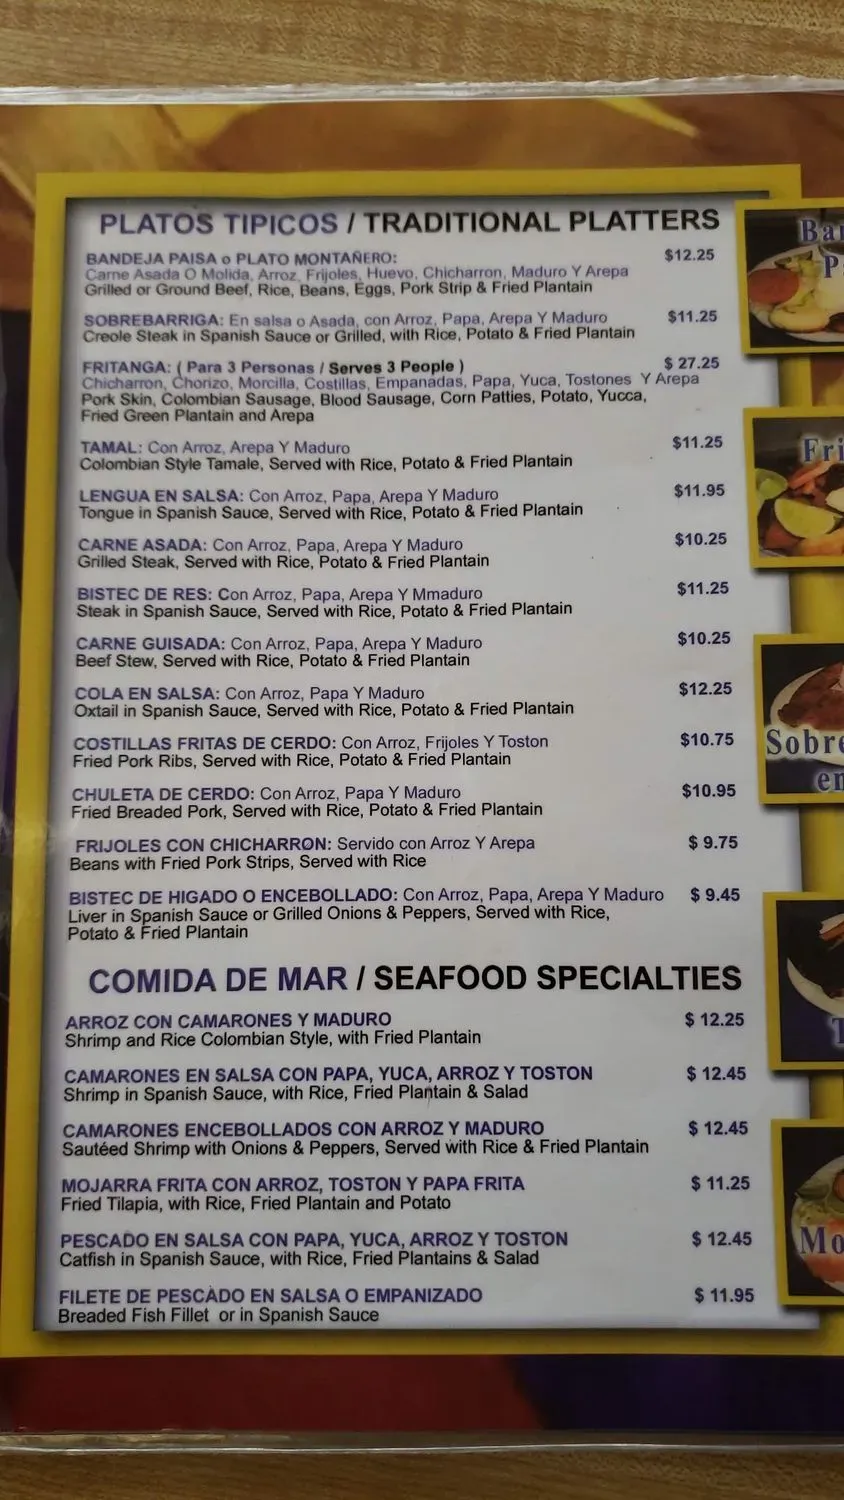 PLATOS TIPICOS / TRADITIONAL PLATTERS
BANDEJA PAISA o PLATO MONTAÑERO: $12.25
Carne Asada O Molida, Arroz, Frijoles, Huevo, Chicharron, Maduro Y Arepa
Grilled or Ground Beef, Rice, Beans, Eggs, Pork Strip & Fried Plantain
SOBREBARRIGA: En salsa o Asada, con Arroz, Papa, Arepa Y Maduro $11.25
Creole Steak in Spanish Sauce or Grilled, with Rice, Potato & Fried Plantain
FRITANGA: ( Para 3 Personas / Serves 3 People ) $ 27.25
Chicharron, Chorizo, Morcilla, Costillas, Empanadas, Papa, Yuca, Tostones Y Arepa
Pork Skin, Colombian Sausage, Blood Sausage, Corn Patties, Potato, Yucca,
Fried Green Plantain and Arepa
TAMAL: Con Arroz, Arepa Y Maduro $11.25
Colombian Style Tamale, Served with Rice, Potato & Fried Plantain
LENGUA EN SALSA: Con Arroz, Papa, Arepa Y Maduro $11.95
Tongue in Spanish Sauce, Served with Rice, Potato & Fried Plantain
CARNE ASADA: Con Arroz, Papa, Arepa Y Maduro $10.25
Grilled Steak, Served with Rice, Potato & Fried Plantain
BISTEC DE RES: Con Arroz, Papa, Arepa Y Mmaduro $11.25
Steak in Spanish Sauce, Served with Rice, Potato & Fried Plantain
CARNE GUISADA: Con Arroz, Papa, Arepa Y Maduro $10.25
Beef Stew, Served with Rice, Potato & Fried Plantain
COLA EN SALSA: Con Arroz, Papa Y Maduro $12.25
Oxtail in Spanish Sauce, Served with Rice, Potato & Fried Plantain
COSTILLAS FRITAS DE CERDO: Con Arroz, Frijoles Y Toston $10.75
Fried Pork Ribs, Served with Rice, Potato & Fried Plantain
CHULETA DE CERDO: Con Arroz, Papa Y Maduro $10.95
Fried Breaded Pork, Served with Rice, Potato & Fried Plantain
FRIJOLES CON CHICHARRØN: Servido con Arroz Y Arepa $ 9.75
Beans with Fried Pork Strips, Served with Rice
BISTEC DE HIGADO O ENCEBOLLADO: Con Arroz, Papa, Arepa Y Maduro $ 9.45
Liver in Spanish Sauce or Grilled Onions & Peppers, Served with Rice,
Potato & Fried Plantain
COMIDA DE MAR / SEAFOOD SPECIALTIES
ARROZ CON CAMARONES Y MADURO $ 12.25
Shrimp and Rice Colombian Style, with Fried Plantain
CAMARONES EN SALSA CON PAPA, YUCA, ARROZ Y TOSTON $ 12.45
Shrimp in Spanish Sauce, with Rice, Fried Plantain & Salad
CAMARONES ENCEBOLLADOS CON ARROZ Y MADURO $ 12.45
Sautéed Shrimp with Onions & Peppers, Served with Rice & Fried Plantain
MOJARRA FRITA CON ARROZ, TOSTON Y PAPA FRITA $ 11.25
Fried Tilapia, with Rice, Fried Plantain and Potato
PESCADO EN SALSA CON PAPA, YUCA, ARROZ Y TOSTON $ 12.45
Catfish in Spanish Sauce, with Rice, Fried Plantains & Salad
FILETE DE PESCADO EN SALSA O EMPANIZADO $ 11.95
Breaded Fish Fillet or in Spanish Sauce
Ba
P
Fri
Sobre
en
T
Mo